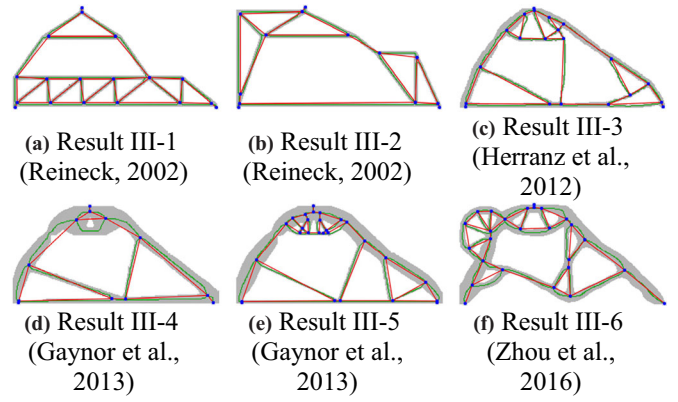 (a) Result III-1
(Reineck, 2002)
(b) Result III-2
(Reineck, 2002)
(c) Result III-3
(Herranz et al.,
2012)
(d) Result III-4
(Gaynor et al.,
2013)
(e) Result III-5
(Gaynor et al.,
2013)
(f) Result III-6
(Zhou et al.,
2016)